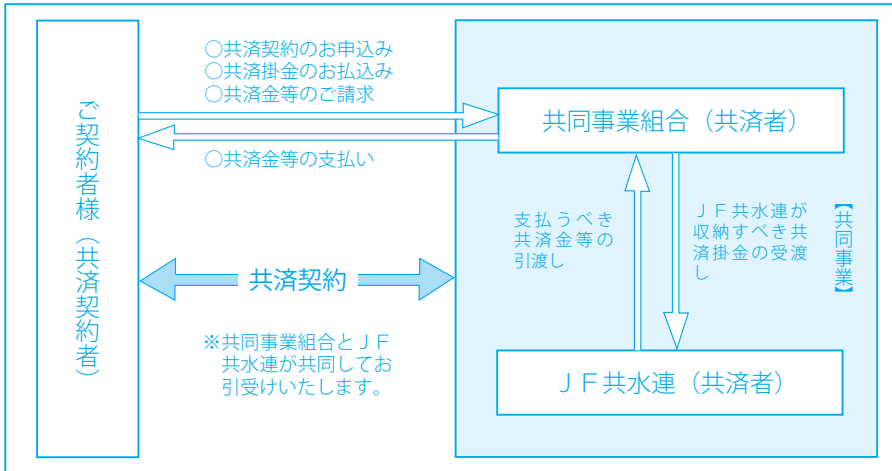 ご契約者様（共済契約者）
○共済契約のお申込み
○共済掛金のお払込み
○共済金等のご請求
○共済金等の支払い
共済契約
※共同事業組合とＪＦ
共水連が共同してお
引受けいたします。
共同事業組合（共済者）
支払うべき
共済金等の
引渡し
ＪＦ共水連が
収納すべき共
済掛金の受渡
し
【共同事業】
ＪＦ共水連（共済者）